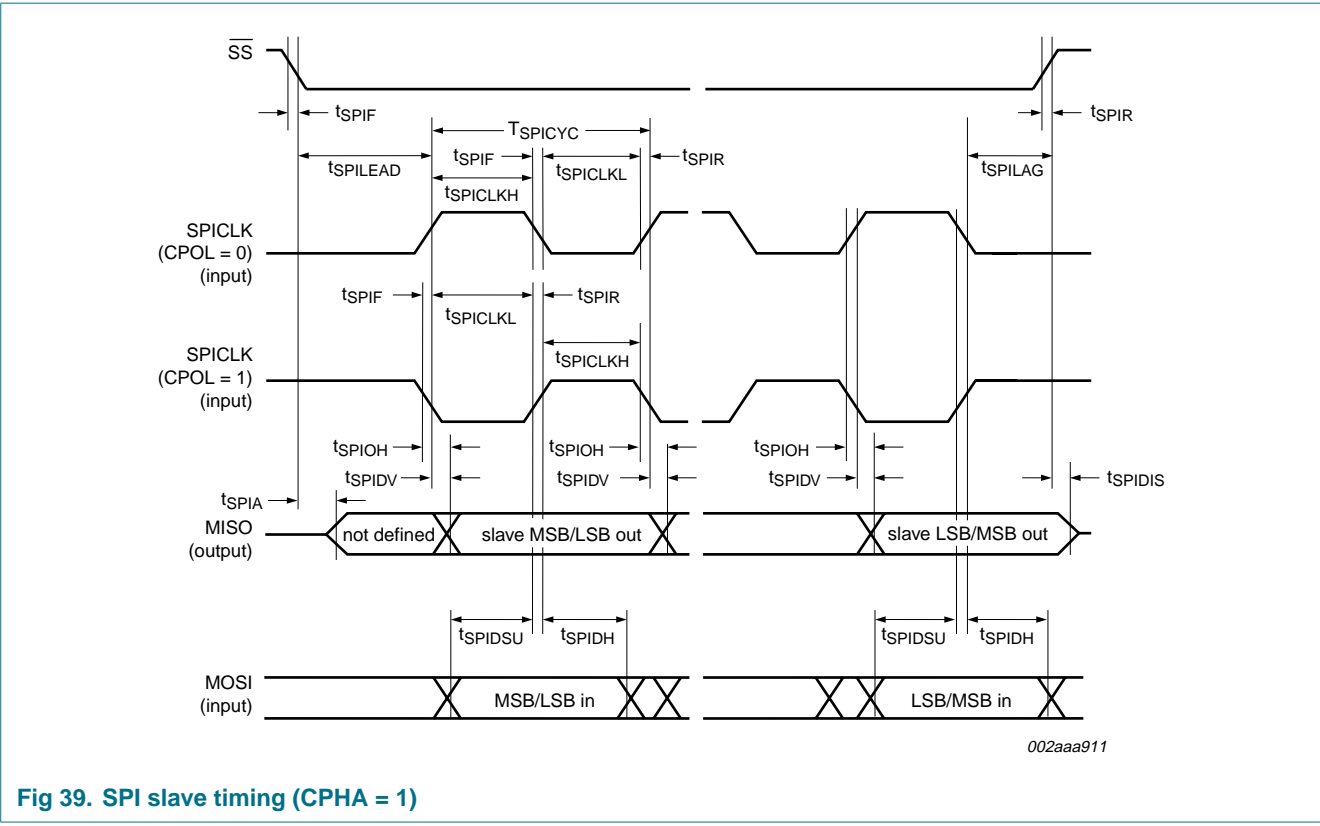 SS
tSPIF
tSPIR
TSPICYC
tSPIF
tSPIR
tSPILEAD
tSPICLKL
tSPILAG
tSPICLKH
SPICLK
(CPOL = 0)
(input)
tSPIF
tSPIR
tSPICLKL
SPICLK
(CPOL = 1)
(input)
tSPICLKH
tSPIOH
tSPIOH
tSPIOH
tSPIDV
tSPIDV
tSPIDV
tSPIDIS
tSPIA
MISO
(output)
not defined
slave MSB/LSB out
slave LSB/MSB out
tSPIDSU
tSPIDH
tSPIDSU
tSPIDH
MOSI
(input)
MSB/LSB in
LSB/MSB in
002aaa911
Fig 39. SPI slave timing (CPHA = 1)